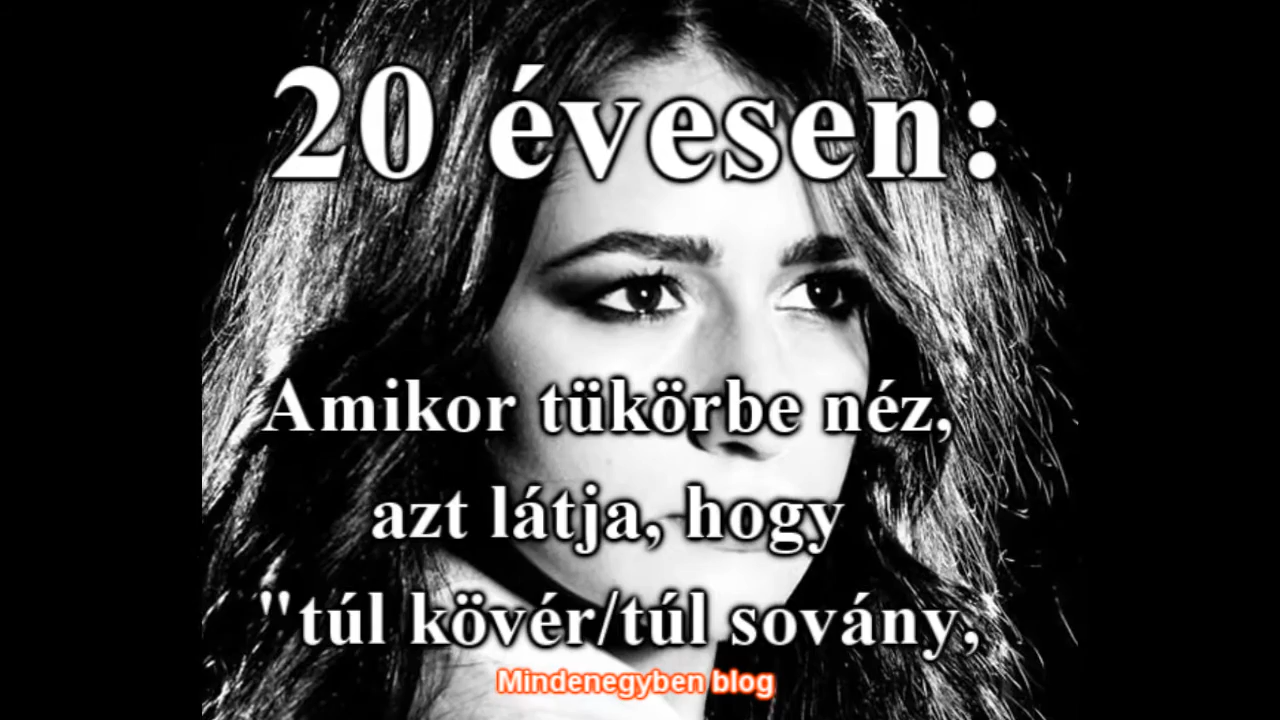 20 évesen:
Amikor tükörbe néz,
azt látja, hogy
"túl kövér/túl sovány,
Mindenegyben blog